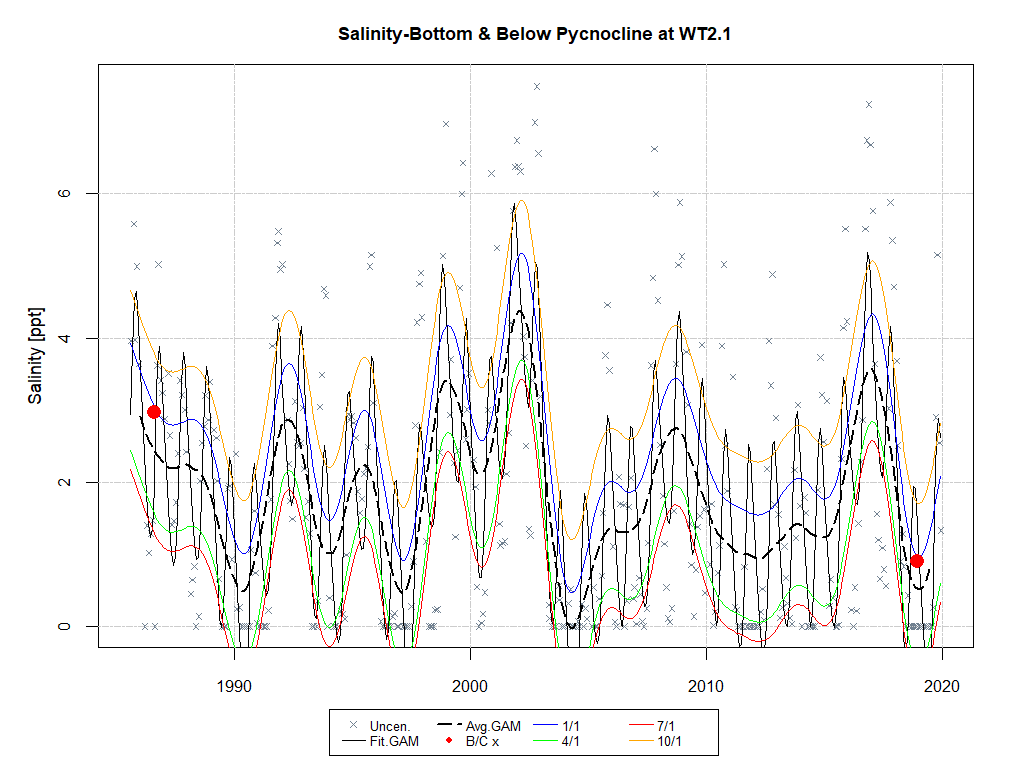 Salinity-Bottom & Below Pycnocline at WT2.1
Salinity [ppt]
6
4
2
0
1990 2000 2010 2020
Uncen. Avg.GAM 1/1 7/1
Fit.GAM B/C x 4/1 10/1